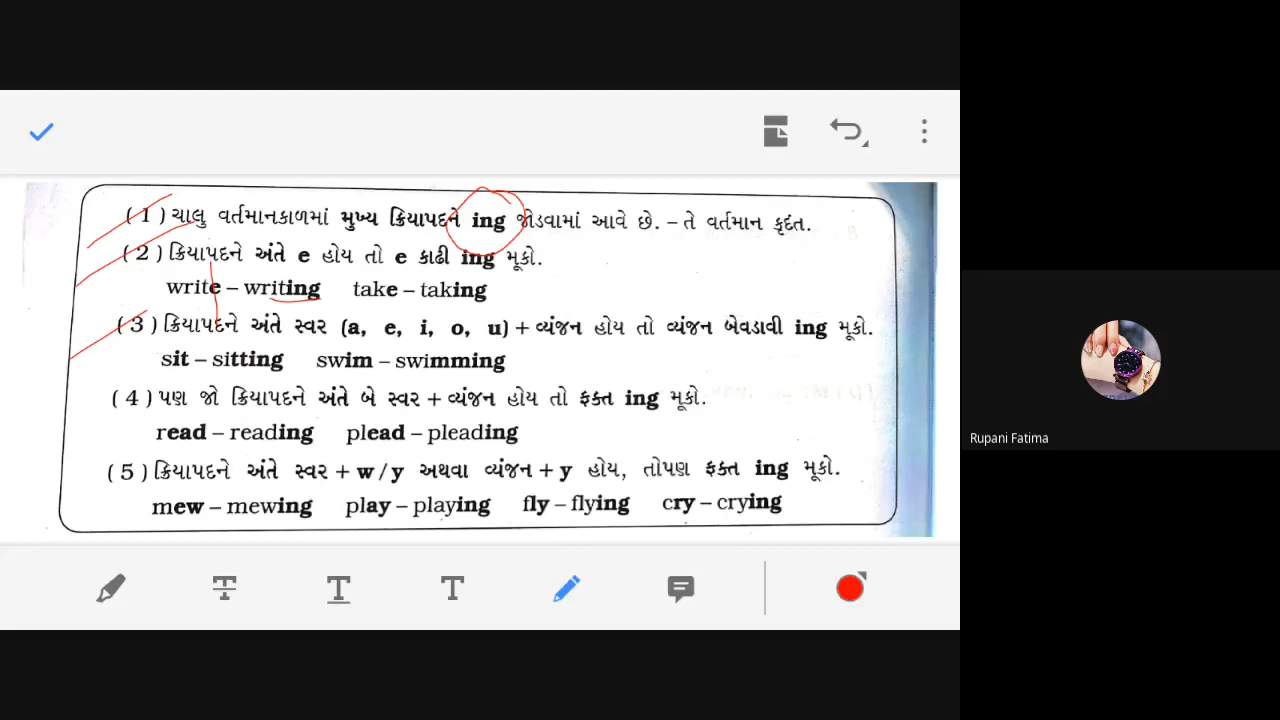 ( 1 ) ચાલુ વર્તમાનકાળમાં મુખ્ય ક્રિયાપદને ing જોડવામાં આવે છે. – તે વર્તમાન કૃદંત.
( 2 ) ક્રિયાપદને અંતે e હોય તો e કાઢી ing મૂકો.
write – writing take – taking
( 3 ) ક્રિયાપદને અંતે સ્વર (a, e, i, o, u) + વ્યંજન હોય તો વ્યંજન બેવડાવી ing મૂકો.
sit – sitting swim – swimming
( 4 ) પણ જો ક્રિયાપદને અંતે બે સ્વર + વ્યંજન હોય તો ફક્ત ing મૂકો.
read – reading plead – pleading
( 5 ) ક્રિયાપદને અંતે સ્વર + w / y અથવા વ્યંજન + y હોય, તોપણ ફક્ત ing મૂકો.
mew – mewing play – playing fly – flying cry – crying
Rupani Fatima